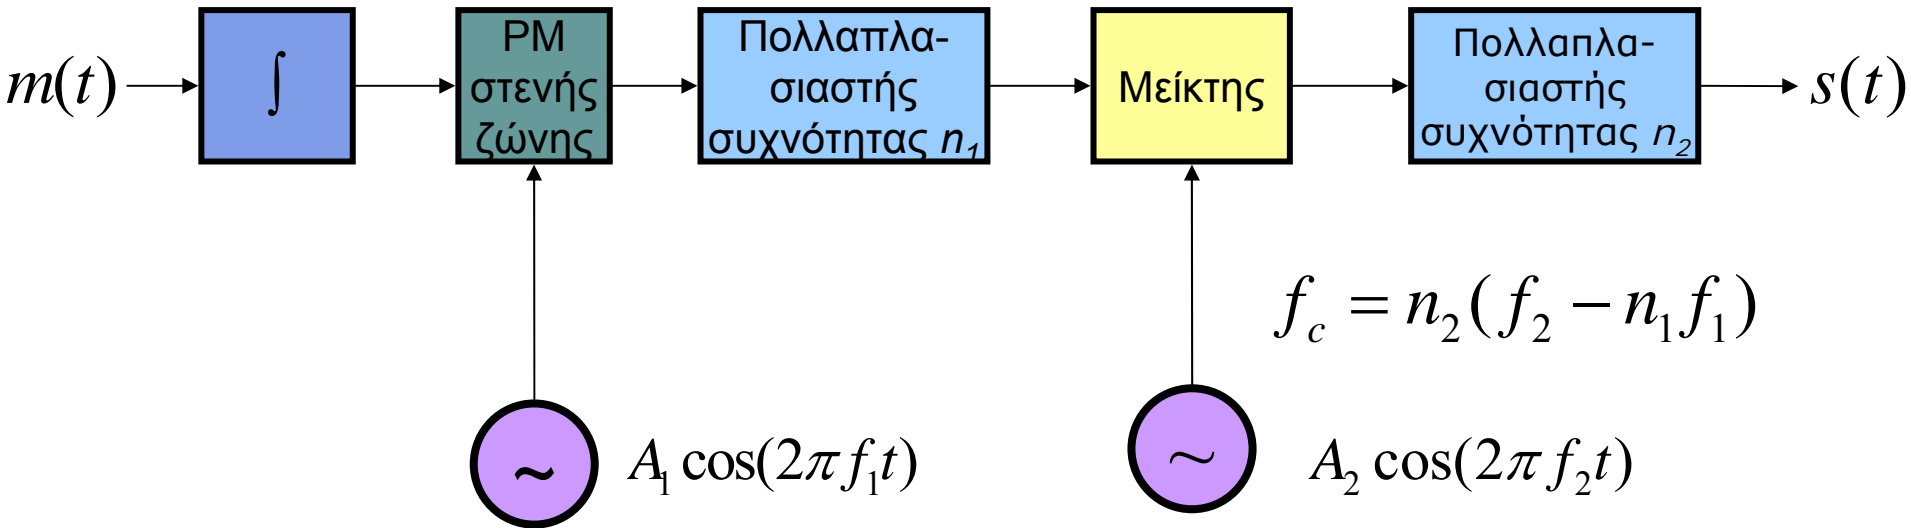 m(t)
∫
PM
στενής
ζώνης
Πολλαπλα-
σιαστής
συχνότητας n₁
Μείκτης
Πολλαπλα-
σιαστής
συχνότητας n₂
s(t)
f_c = n₂(f₂ − n₁f₁)
~
A₁ cos(2πf₁t)
~
A₂ cos(2πf₂t)